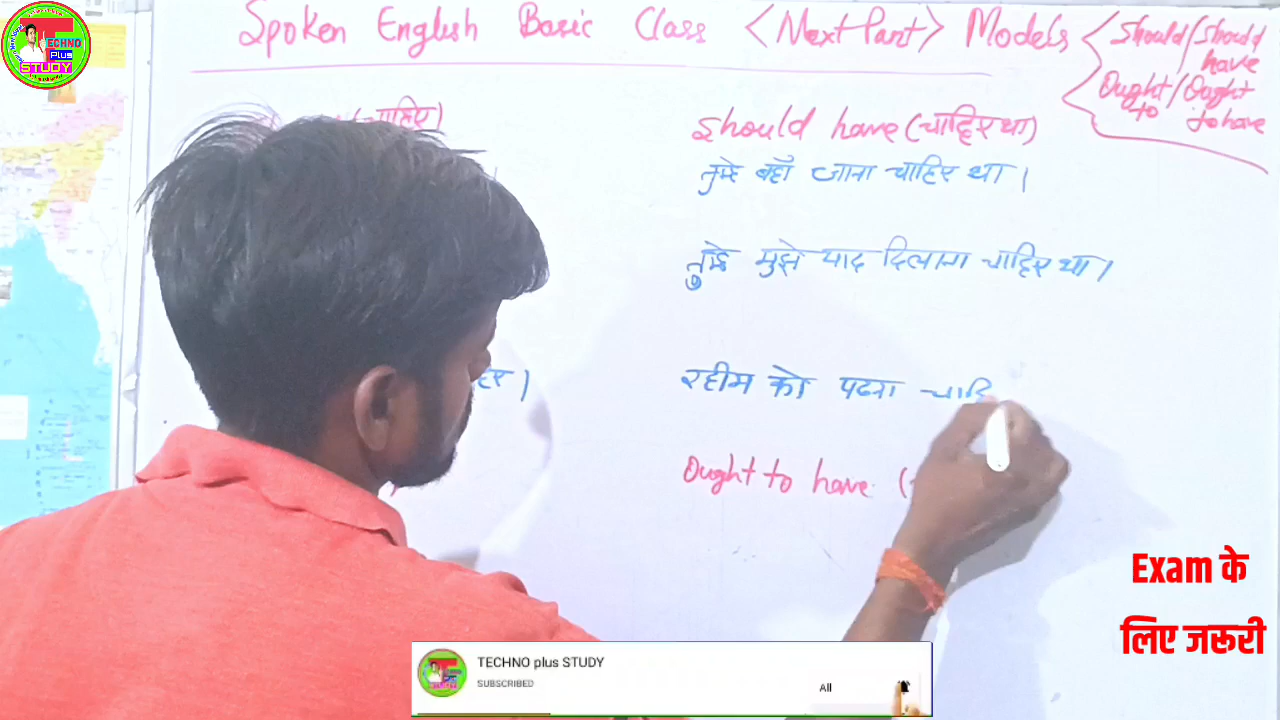 TECHNO
Plus
STUDY
Spoken English Basic Class <Next Part> Models
Should/Should have
Ought to/Ought to have
(चाहिए)
Should have (चाहिए था)
तुम्हे वहाँ जाना चाहिए था।
तुम्हे मुझे याद दिलाना चाहिए था।
रहीम को पढना चाहि
Ought to have (
Exam के
लिए जरूरी
TECHNO plus STUDY
SUBSCRIBED
All